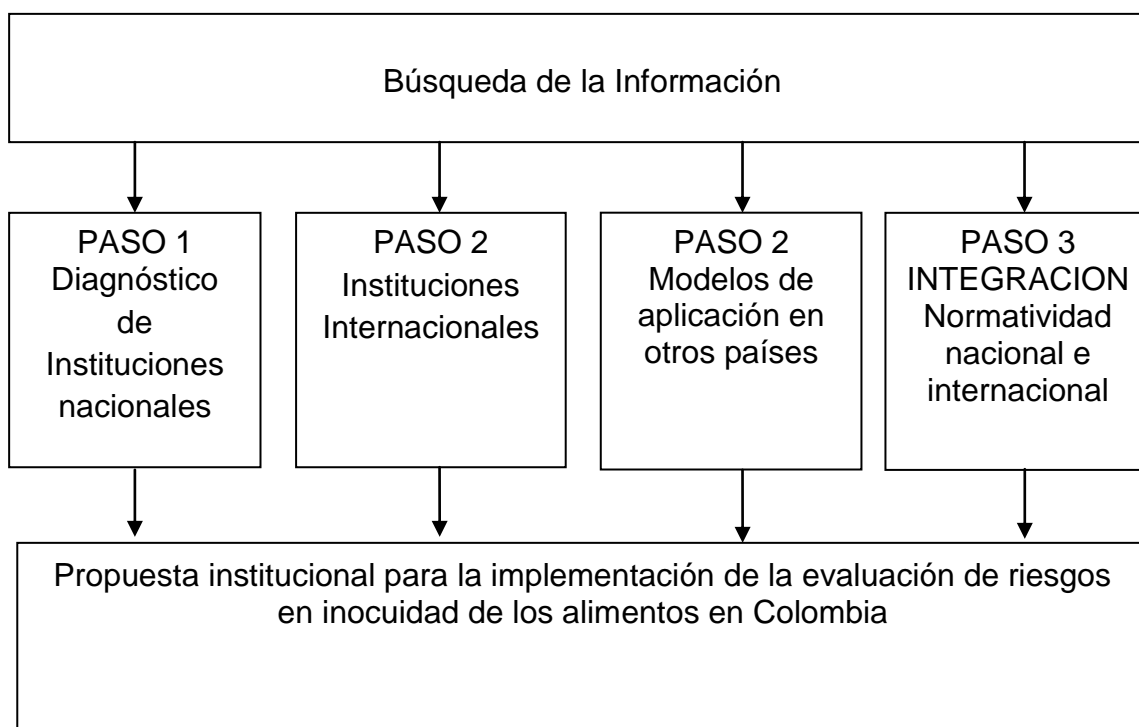 Búsqueda de la Información
PASO 1
Diagnóstico
de
Instituciones
nacionales
PASO 2
Instituciones
Internacionales
PASO 2
Modelos de
aplicación en
otros países
PASO 3
INTEGRACION
Normatividad
nacional e
internacional
Propuesta institucional para la implementación de la evaluación de riesgos
en inocuidad de los alimentos en Colombia